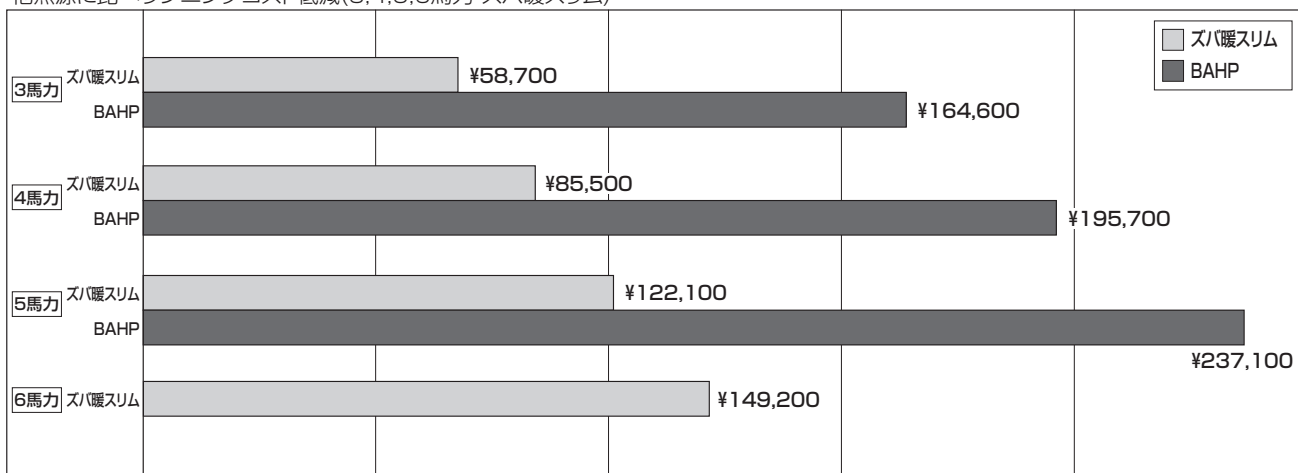 ズバ暖スリム
BAHP
3馬力 ズバ暖スリム ¥58,700
BAHP ¥164,600
4馬力 ズバ暖スリム ¥85,500
BAHP ¥195,700
5馬力 ズバ暖スリム ¥122,100
BAHP
¥237,100
6馬力 ズバ暖スリム ¥149,200